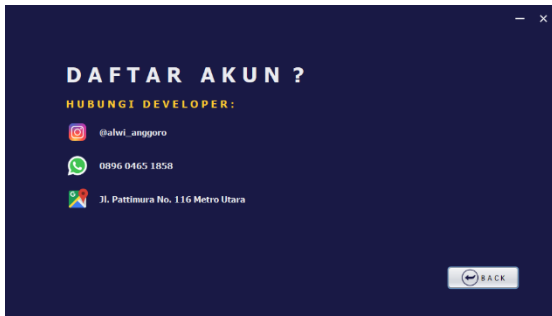 DAFTAR AKUN ?
HUBUNGI DEVELOPER:
@alwi_anggoro
0896 0465 1858
Jl. Pattimura No. 116 Metro Utara
BACK